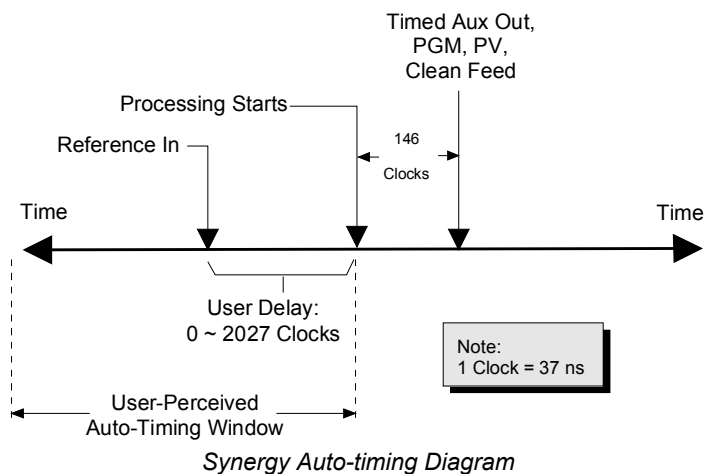 Timed Aux Out,
PGM, PV,
Clean Feed
Processing Starts
146
Clocks
Reference In
Time
Time
User Delay:
0 ~ 2027 Clocks
Note:
1 Clock = 37 ns
User-Perceived
Auto-Timing Window
Synergy Auto-timing Diagram